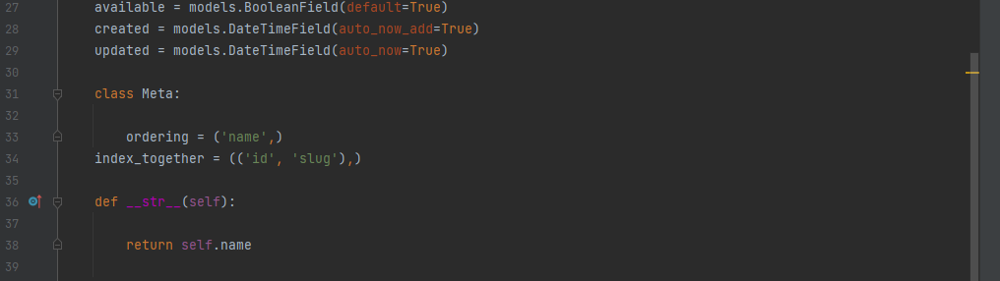 27 available = models.BooleanField(default=True)
28 created = models.DateTimeField(auto_now_add=True)
29 updated = models.DateTimeField(auto_now=True)
30
31 class Meta:
32
33 ordering = ('name',)
34 index_together = (('id', 'slug'),)
35
36 def __str__(self):
37
38 return self.name
39